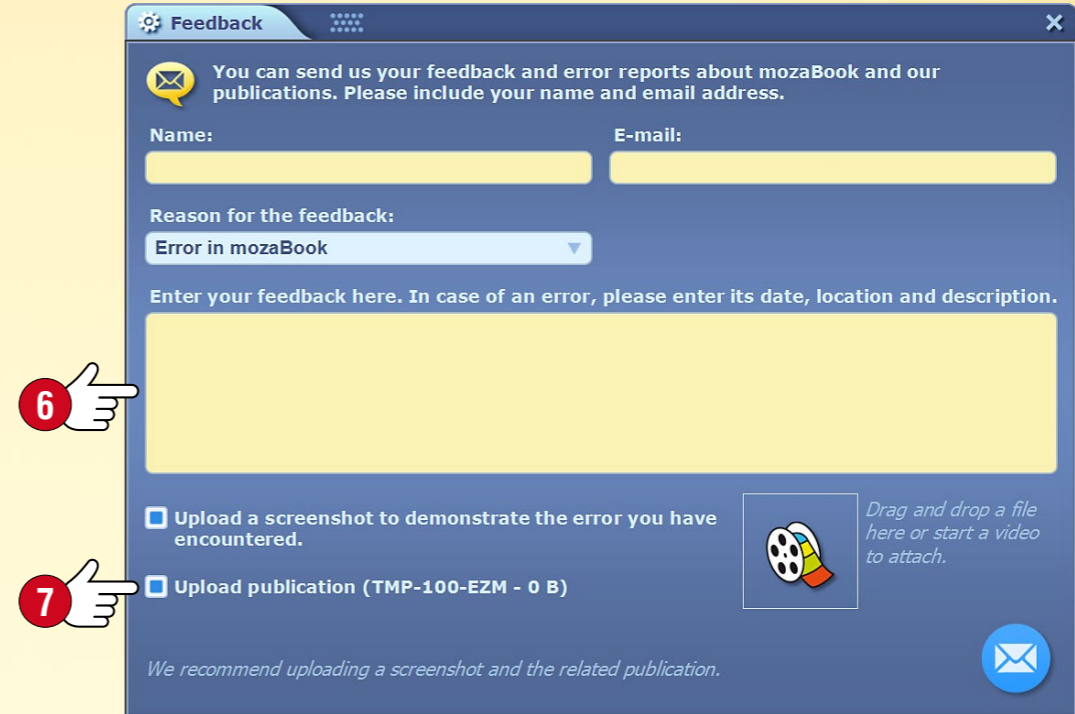 Feedback
You can send us your feedback and error reports about mozaBook and our
publications. Please include your name and email address.
Name:
E-mail:
Reason for the feedback:
Error in mozaBook
Enter your feedback here. In case of an error, please enter its date, location and description.
6
Upload a screenshot to demonstrate the error you have
encountered.
Drag and drop a file
here or start a video
to attach.
7
Upload publication (TMP-100-EZM - 0 B)
We recommend uploading a screenshot and the related publication.